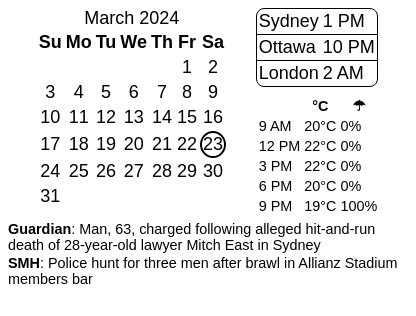 March 2024
Su Mo Tu We Th Fr Sa
1 2
3 4 5 6 7 8 9
10 11 12 13 14 15 16
17 18 19 20 21 22 23
24 25 26 27 28 29 30
31
Sydney 1 PM
Ottawa 10 PM
London 2 AM
°C ☂
9 AM 20°C 0%
12 PM 22°C 0%
3 PM 22°C 0%
6 PM 20°C 0%
9 PM 19°C 100%
Guardian: Man, 63, charged following alleged hit-and-run
death of 28-year-old lawyer Mitch East in Sydney
SMH: Police hunt for three men after brawl in Allianz Stadium
members bar